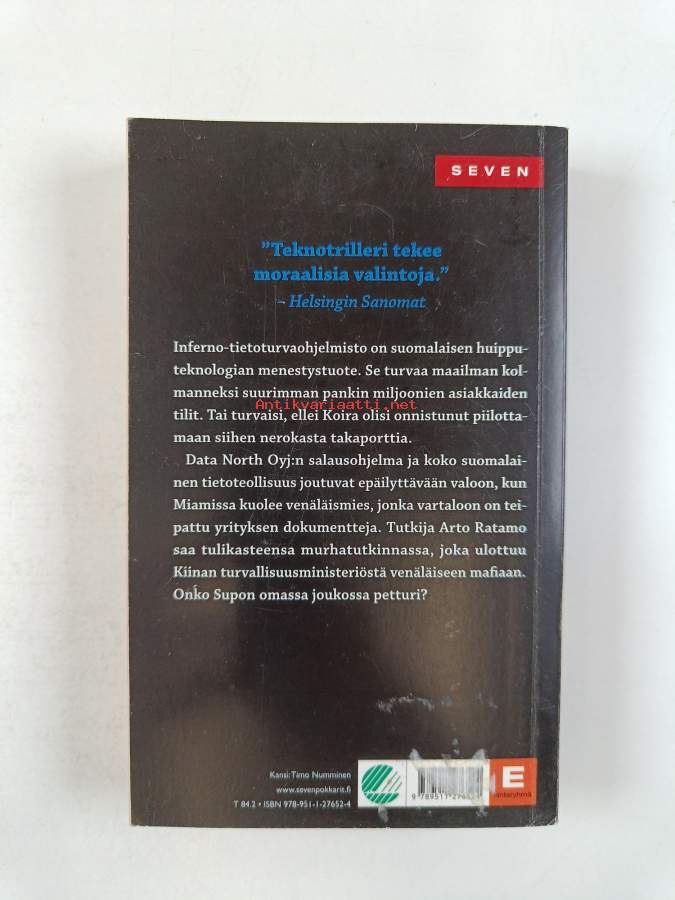 SEVEN
”Teknotrilleri tekee
moraalisia valintoja.”
– Helsingin Sanomat
Inferno-tietoturvaohjelmisto on suomalaisen huippu-
teknologian menestystuote. Se turvaa maailman kol-
manneksi suurimman pankin miljoonien asiakkaiden
Antikvariaatti.net
tilit. Tai turvaisi, ellei Koira olisi onnistunut piilotta-
maan siihen nerokasta takaporttia.
Data North Oyj:n salausohjelma ja koko suomalai-
nen tietoteollisuus joutuvat epäilyttävään valoon, kun
Miamissa kuolee venäläismies, jonka vartaloon on tei-
pattu yrityksen dokumentteja. Tutkija Arto Ratamo
saa tulikasteensa murhatutkinnassa, joka ulottuu
Kiinan turvallisuusministeriöstä venäläiseen mafiaan.
Onko Supon omassa joukossa petturi?
Kansi: Timo Numminen
www.sevenpokkarit.fi
T 84.2 • ISBN 978-951-1-27652-4
E